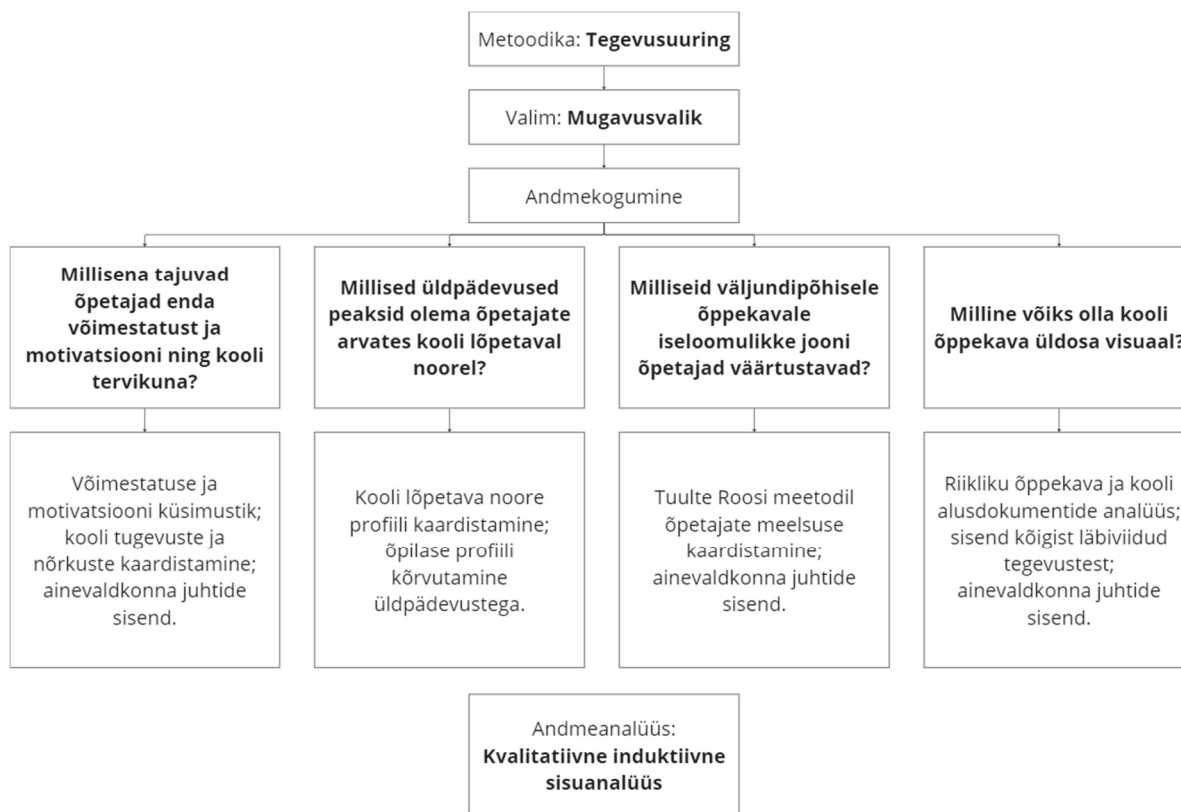 Metoodika: Tegevusuuring
Valim: Mugavusvalik
Andmekogumine
Millisena tajuvad
õpetajad enda
võimestatust ja
motivatsiooni ning kooli
tervikuna?
Millised üldpädevused
peaksid olema õpetajate
arvates kooli lõpetaval
noorel?
Milliseid väljundipõhisele
õppekavale
iseloomulikke jooni
õpetajad väärtustavad?
Milline võiks olla kooli
õppekava üldosa visuaal?
Võimestatuse ja
motivatsiooni küsimustik;
kooli tugevuste ja
nõrkuste kaardistamine;
ainevaldkonna juhtide
sisend.
Kooli lõpetava noore
profiili kaardistamine;
õpilase profiili
kõrvutamine
üldpädevustega.
Tuulte Roosi meetodil
õpetajate meelsuse
kaardistamine;
ainevaldkonna juhtide
sisend.
Riikliku õppekava ja kooli
alusdokumentide analüüs;
sisend kõigist läbiviidud
tegevustest;
ainevaldkonna juhtide
sisend.
Andmeanalüüs:
Kvalitatiivne induktiivne
sisuanalüüs